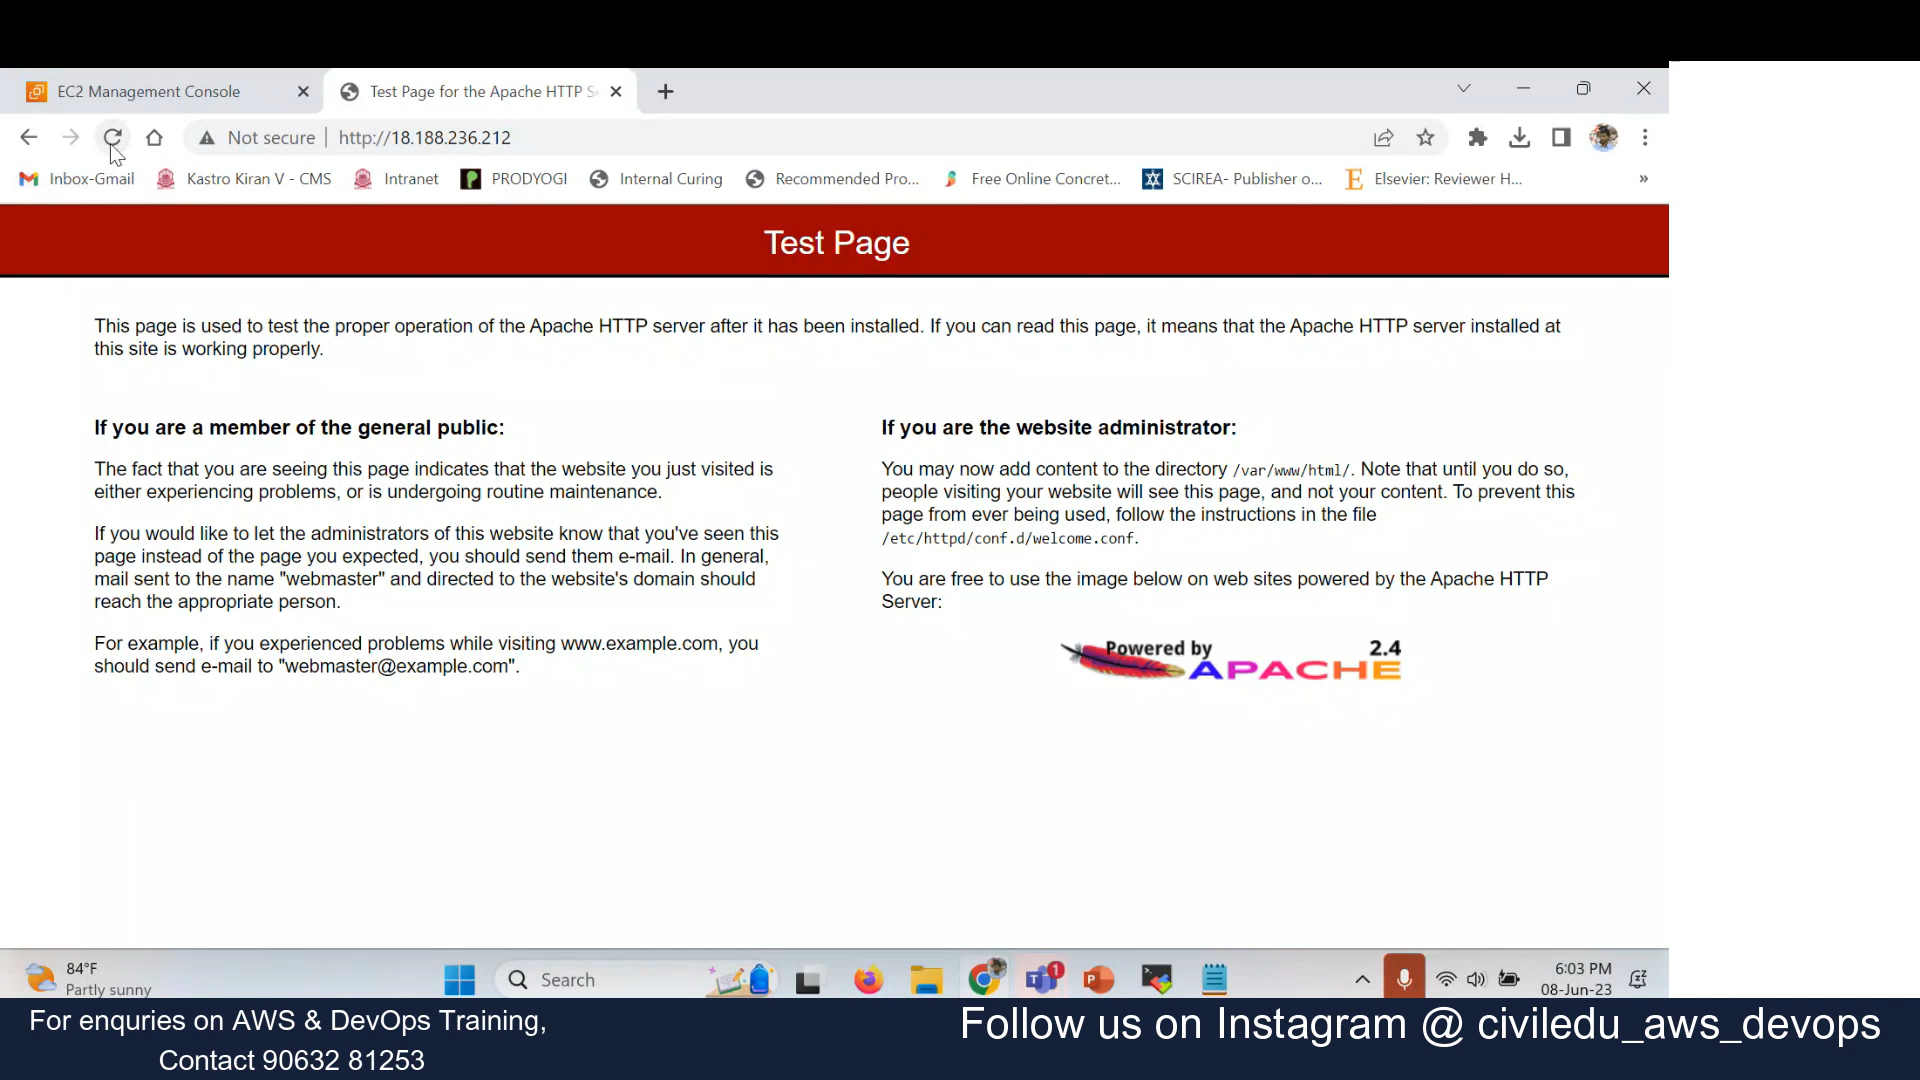 EC2 Management Console
Test Page for the Apache HTTP S
Not secure
http://18.188.236.212
Inbox-Gmail
Kastro Kiran V - CMS
Intranet
PRODYOGI
Internal Curing
Recommended Pro...
Free Online Concret...
SCIREA- Publisher o...
Elsevier: Reviewer H...
»
Test Page
This page is used to test the proper operation of the Apache HTTP server after it has been installed. If you can read this page, it means that the Apache HTTP server installed at
this site is working properly.
If you are a member of the general public:
The fact that you are seeing this page indicates that the website you just visited is
either experiencing problems, or is undergoing routine maintenance.
If you would like to let the administrators of this website know that you've seen this
page instead of the page you expected, you should send them e-mail. In general,
mail sent to the name "webmaster" and directed to the website's domain should
reach the appropriate person.
For example, if you experienced problems while visiting www.example.com, you
should send e-mail to "webmaster@example.com".
If you are the website administrator:
You may now add content to the directory /var/www/html/. Note that until you do so,
people visiting your website will see this page, and not your content. To prevent this
page from ever being used, follow the instructions in the file
/etc/httpd/conf.d/welcome.conf.
You are free to use the image below on web sites powered by the Apache HTTP
Server:
Powered by 2.4
APACHE
84°F
Partly sunny
Search
1
6:03 PM
08-Jun-23
For enquries on AWS & DevOps Training,
Contact 90632 81253
Follow us on Instagram @ civiledu_aws_devops